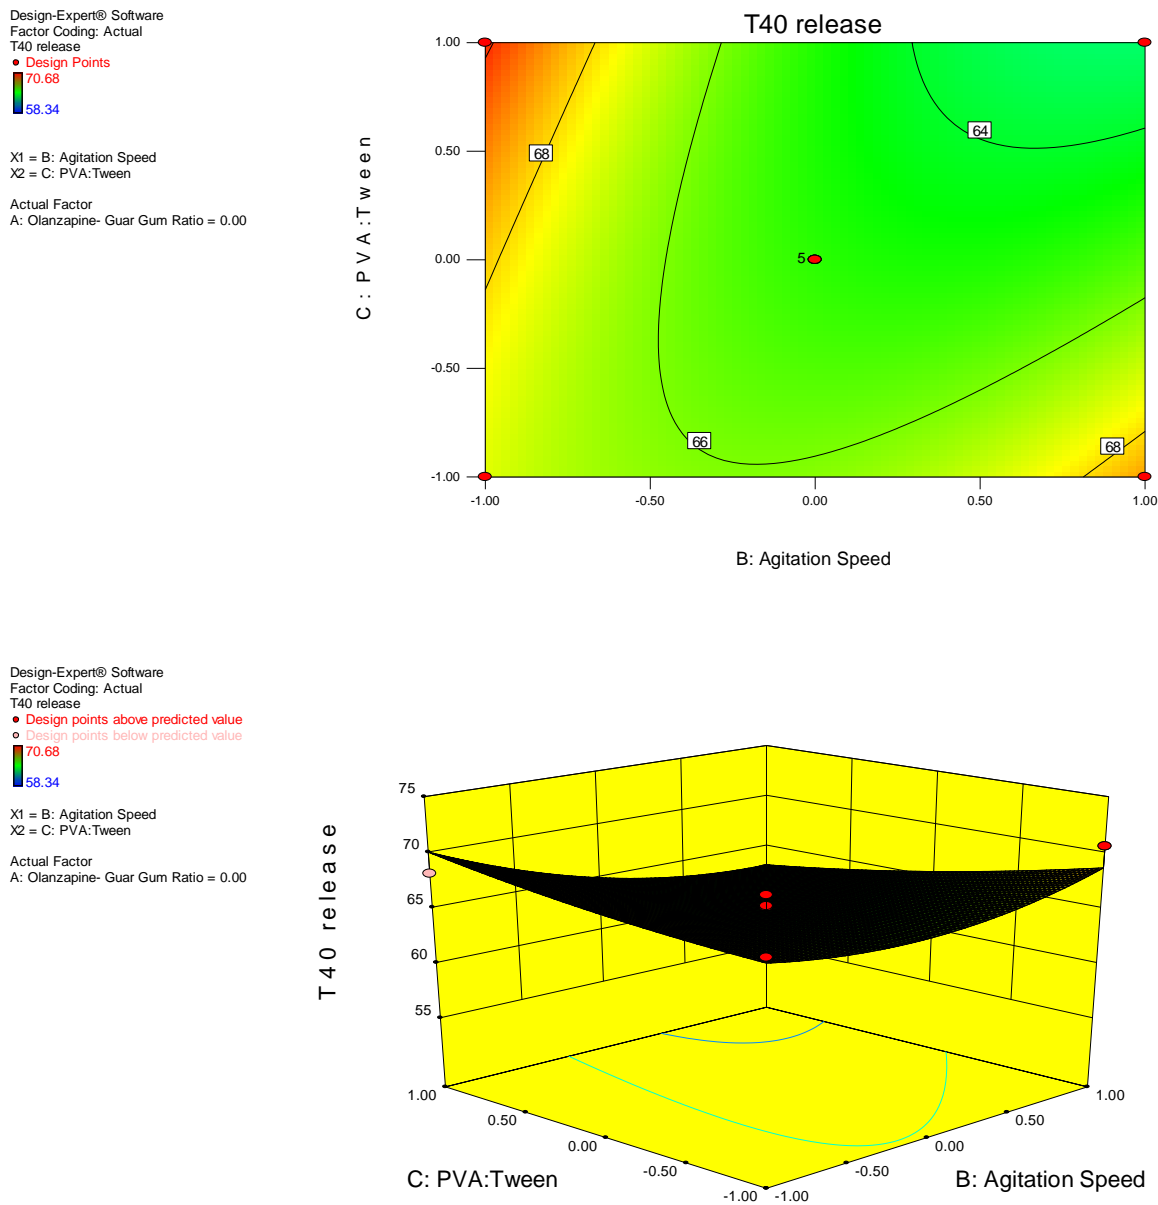 Design-Expert® Software
Factor Coding: Actual
T40 release
Design Points
70.68
58.34
X1 = B: Agitation Speed
X2 = C: PVA:Tween
Actual Factor
A: Olanzapine- Guar Gum Ratio = 0.00
T40 release
C: PVA:Tween
1.00
0.50
0.00
-0.50
-1.00
-1.00 -0.50 0.00 0.50 1.00
B: Agitation Speed
68
64
5
66
68
Design-Expert® Software
Factor Coding: Actual
T40 release
Design points above predicted value
Design points below predicted value
70.68
58.34
X1 = B: Agitation Speed
X2 = C: PVA:Tween
Actual Factor
A: Olanzapine- Guar Gum Ratio = 0.00
T40 release
75
70
65
60
55
1.00
0.50
0.00
-0.50
-1.00
C: PVA:Tween
-1.00
-0.50
0.00
0.50
1.00
B: Agitation Speed